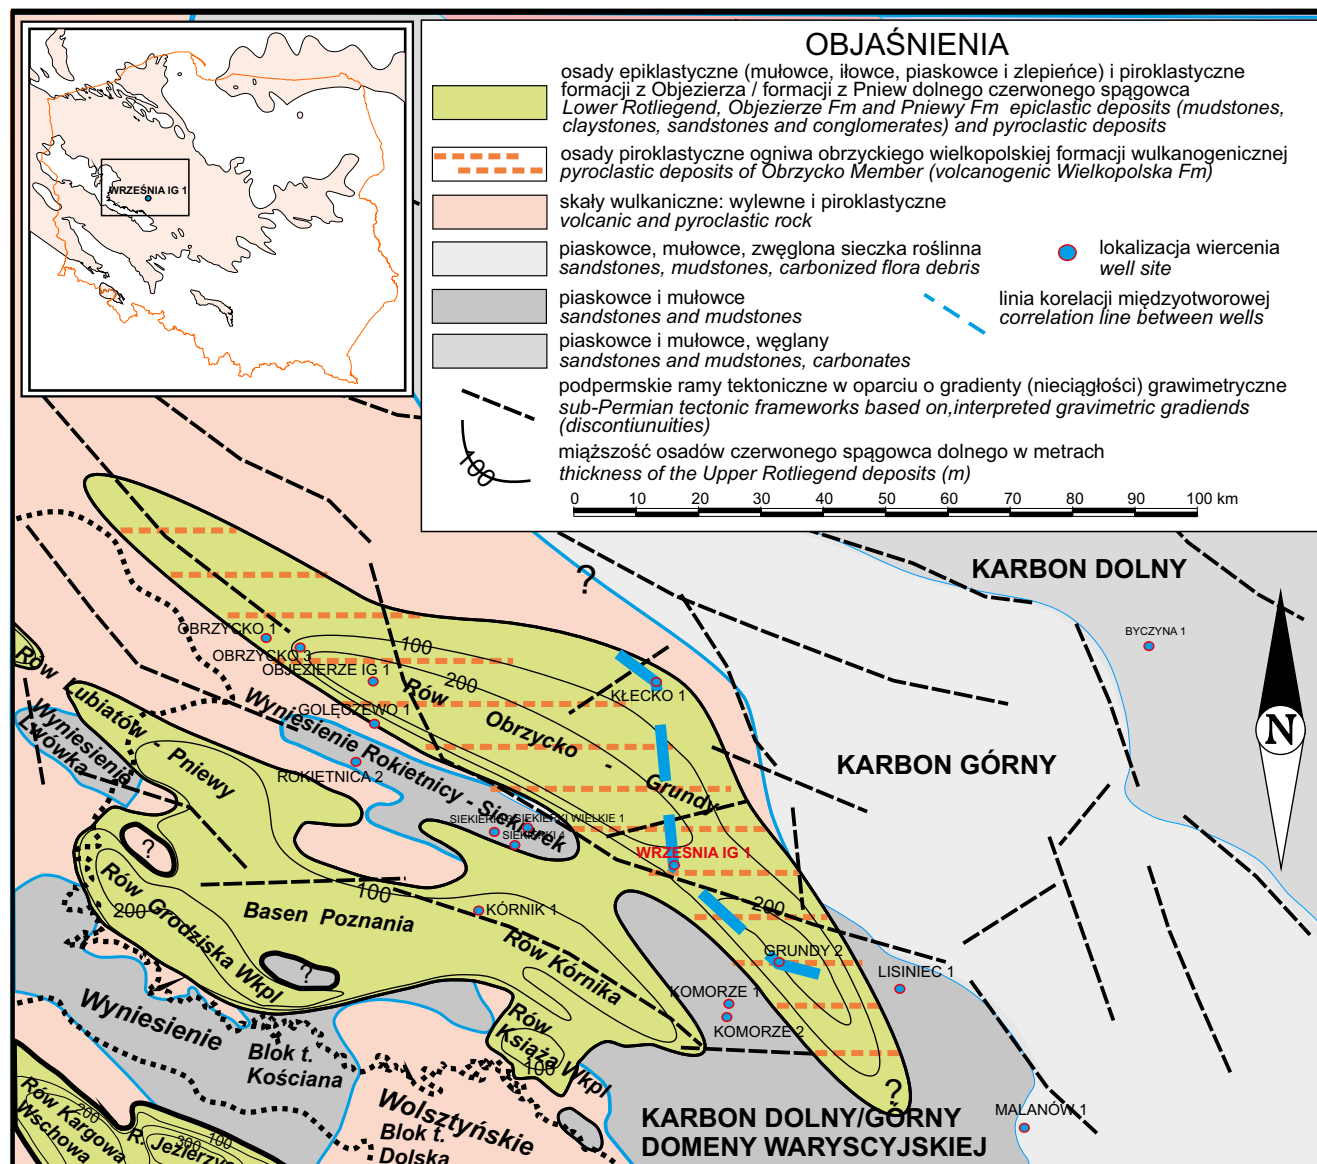 OBJAŚNIENIA
osady epiklastyczne (mułowce, iłowce, piaskowce i zlepieńce) i piroklastyczne
formacji z Objezierza / formacji z Pniew dolnego czerwonego spągowca
Lower Rotliegend, Objezierze Fm and Pniewy Fm epiclastic deposits (mudstones,
claystones, sandstones and conglomerates) and pyroclastic deposits
osady piroklastyczne ogniwa obrzyckiego wielkopolskiej formacji wulkanogenicznej
pyroclastic deposits of Obrzycko Member (volcanogenic Wielkopolska Fm)
skały wulkaniczne: wylewne i piroklastyczne
volcanic and pyroclastic rock
piaskowce, mułowce, zwęglona sieczka roślinna
sandstones, mudstones, carbonized flora debris
lokalizacja wiercenia
well site
piaskowce i mułowce
sandstones and mudstones
linia korelacji międzyotworowej
correlation line between wells
piaskowce i mułowce, węglany
sandstones and mudstones, carbonates
podpermskie ramy tektoniczne w oparciu o gradienty (nieciągłości) grawimetryczne
sub-Permian tectonic frameworks based on,interpreted gravimetric gradiends
(discontiunuities)
100
miąższość osadów czerwonego spągowca dolnego w metrach
thickness of the Upper Rotliegend deposits (m)
0 10 20 30 40 50 60 70 80 90 100 km
WRZEŚNIA IG 1
KARBON DOLNY
?
BYCZYNA 1
OBRZYCKO 1
OBRZYCKO 3
OBJEZIERZE IG 1
100
200
KŁECKO 1
GOLĘCZEWO 1
Rów Obrzycko - Grundy
Rów Lubiatów - Pniewy
Wyniesienie
Lwówka
Wyniesienie Rokietnicy - Siekierek
ROKIETNICA 2
KARBON GÓRNY
N
SIEKIERKI
SIEKIERKI WIELKIE 1
SIEKIERKI 4
WRZEŚNIA IG 1
?
100
200
Rów Grodziska Wkpl
Basen Poznania
KÓRNIK 1
200
GRUNDY 2
LISINIEC 1
Rów Kórnika
?
KOMORZE 1
KOMORZE 2
Wyniesienie
Blok t.
Kościana
Rów
Książa Wkpl
100
Wolsztyńskie
Blok t.
Dolska
?
KARBON DOLNY/GÓRNY
DOMENY WARYSCYJSKIEJ
MALANÓW 1
Rów Kargowa
Wschowa
200
R. Jezierzyc
300
100